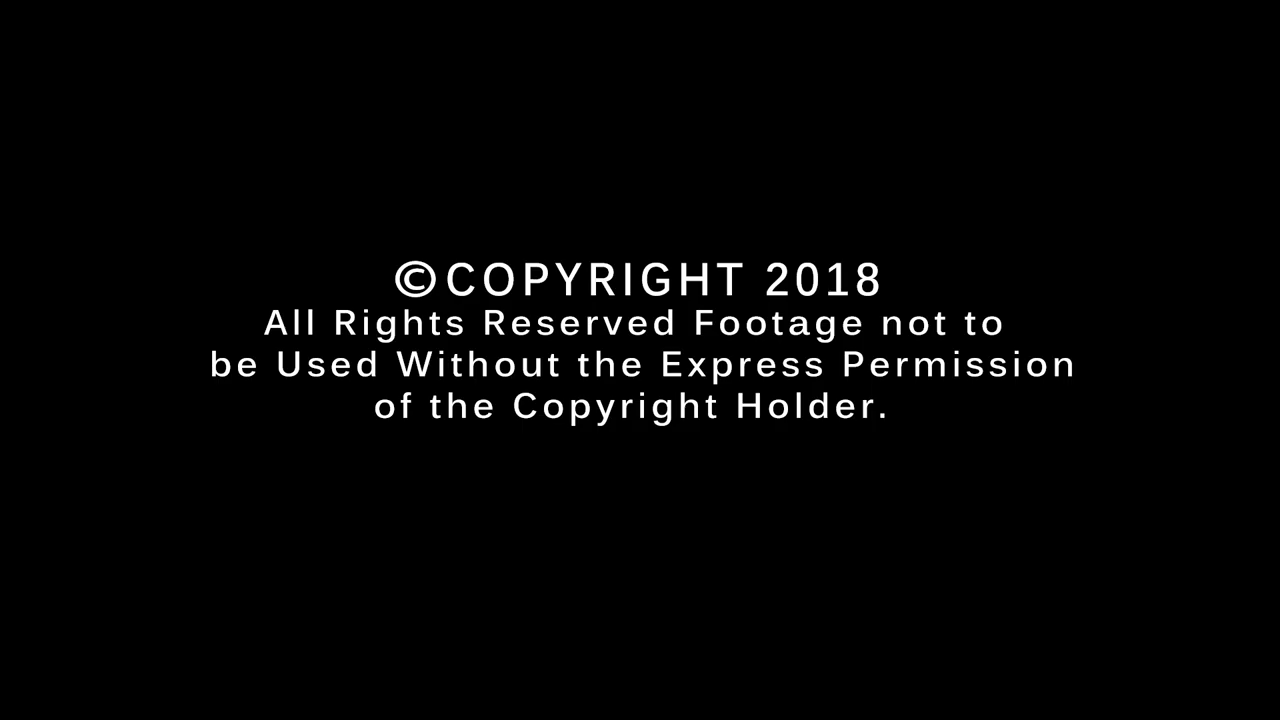 ©COPYRIGHT 2018
All Rights Reserved Footage not to
be Used Without the Express Permission
of the Copyright Holder.